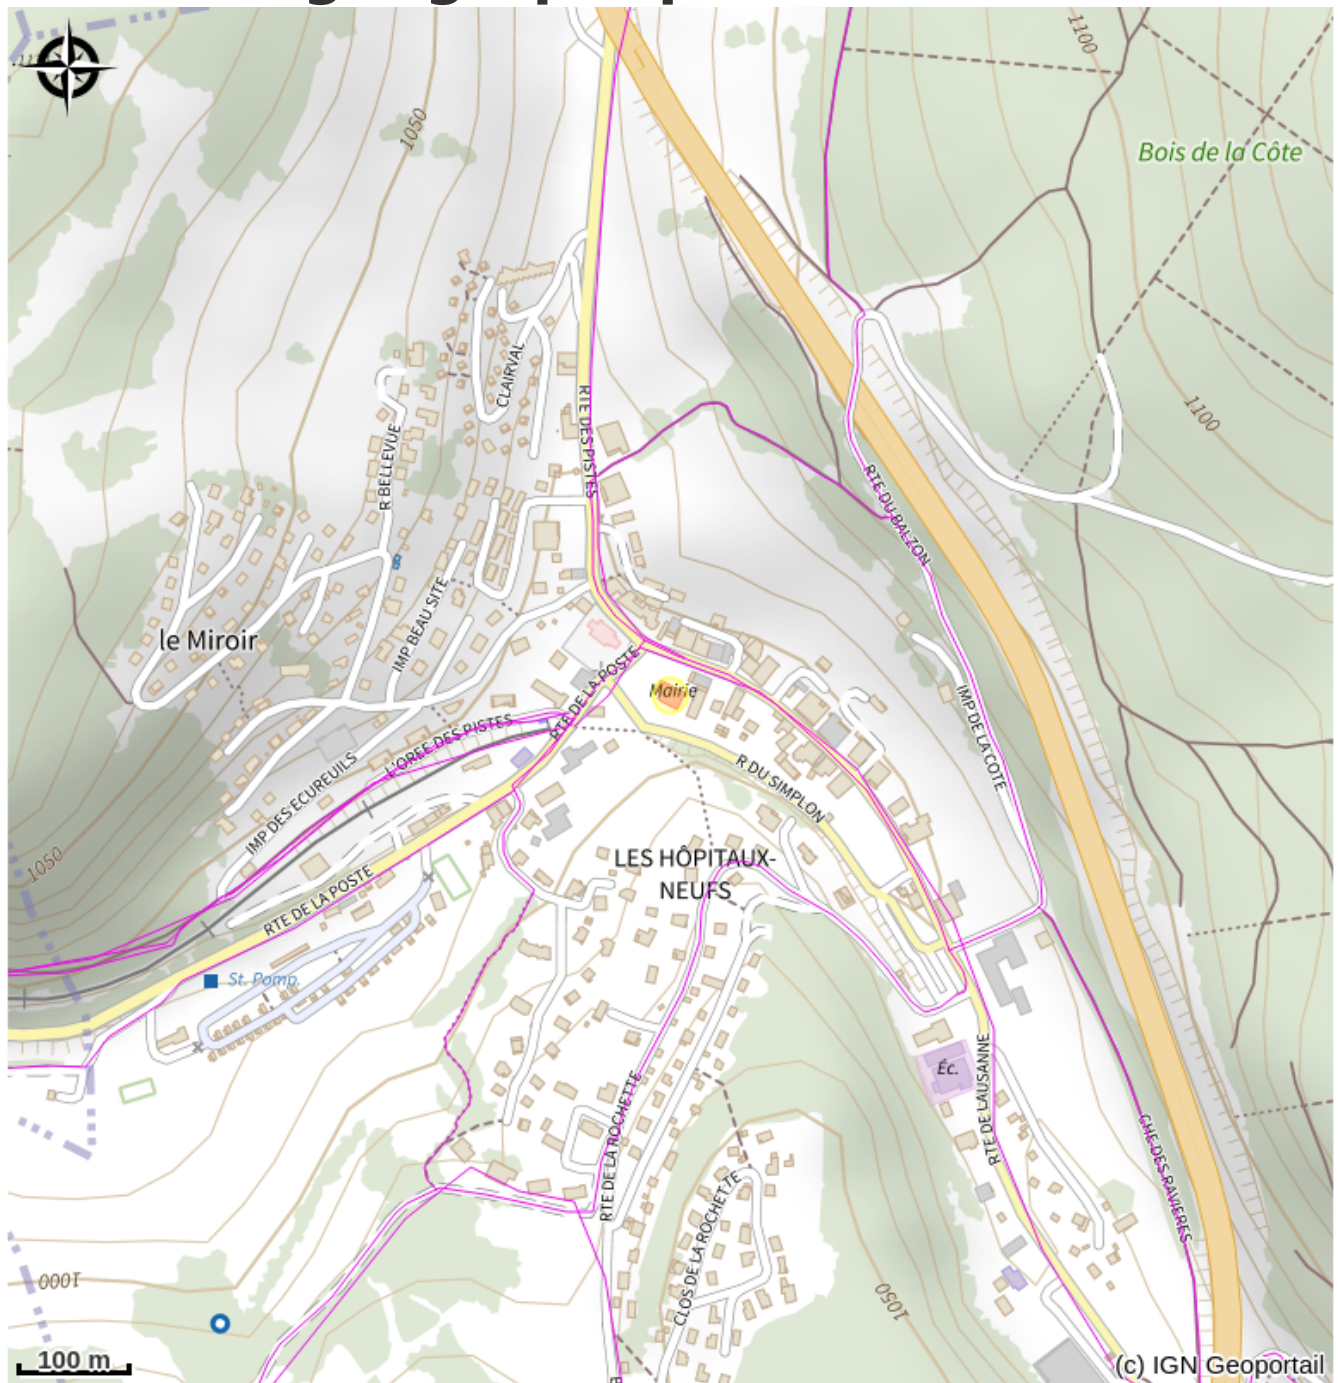 1100
1050
Bois de la Côte
CLAIRVAL
1100
RTE DES PISTES
R BELLEVUE
RTE DU BALZON
IMP BEAU SITE
le Miroir
RTE DE LA POSTE
Mairie
IMP DE LA COTE
L'OREE DES PISTES
R DU SIMPLON
IMP DES ECUREUILS
1050
LES HÔPITAUX-
NEUFS
RTE DE LA POSTE
St. Pomp.
Éc.
RTE DE LAUSANNE
RTE DE LA ROCHETTE
CHE DES RAVIERES
CLOS DE LA ROCHETTE
1000
1050
100 m
(c) IGN Geoportail